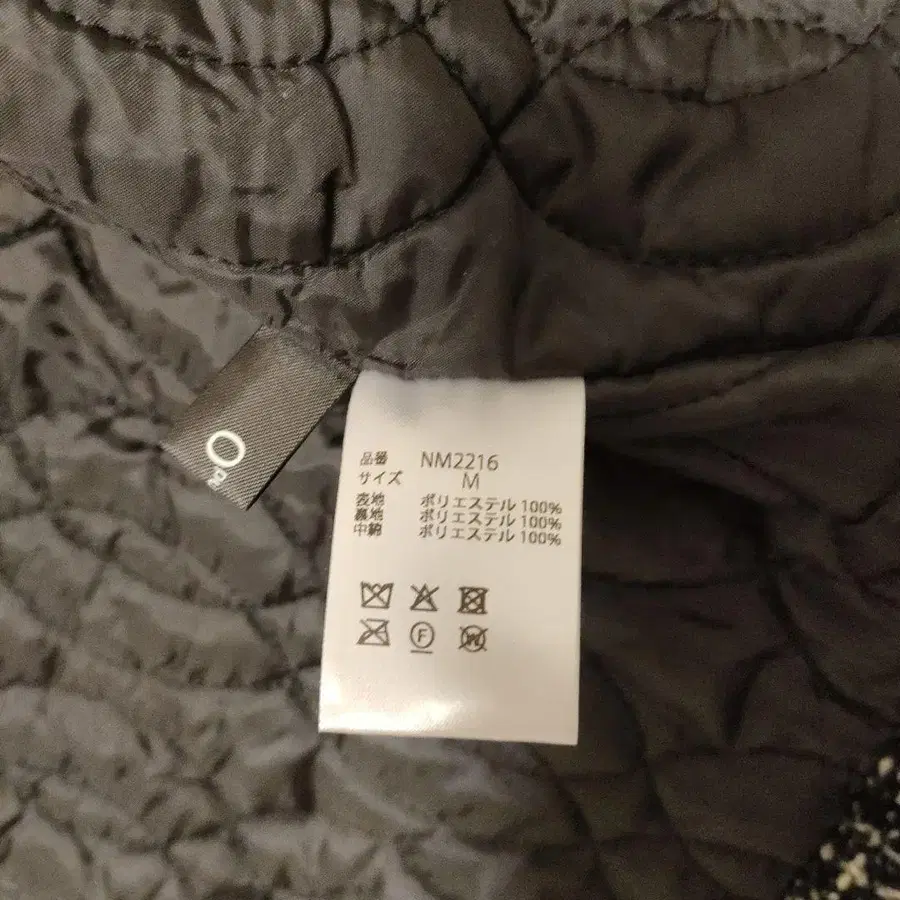 O
品番 NM2216
サイズ M
表地 ポリエステル 100%
裏地 ポリエステル 100%
中綿 ポリエステル 100%
F
W